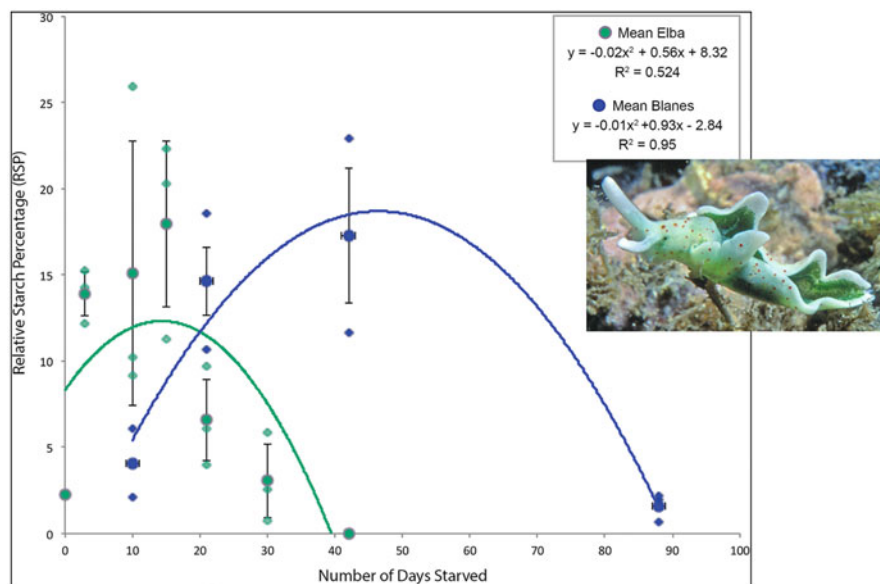 30
25
20
15
10
5
0
Relative Starch Percentage (RSP)
0 10 20 30 40 50 60 70 80 90 100
Number of Days Starved
Mean Elba
y = -0.02x² + 0.56x + 8.32
R² = 0.524
Mean Blanes
y = -0.01x² +0.93x - 2.84
R² = 0.95